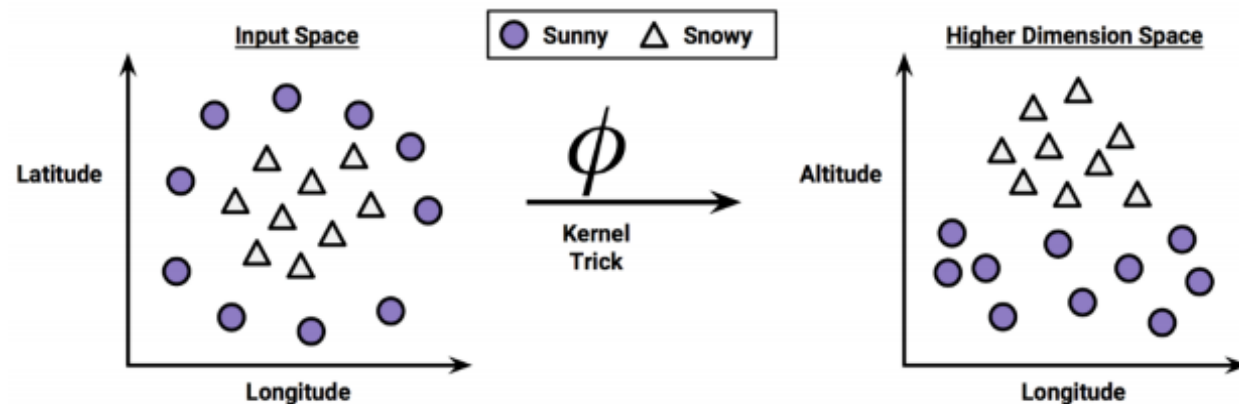 Input Space
Sunny Snowy
Higher Dimension Space
Latitude
ϕ
Altitude
Kernel
Trick
Longitude
Longitude